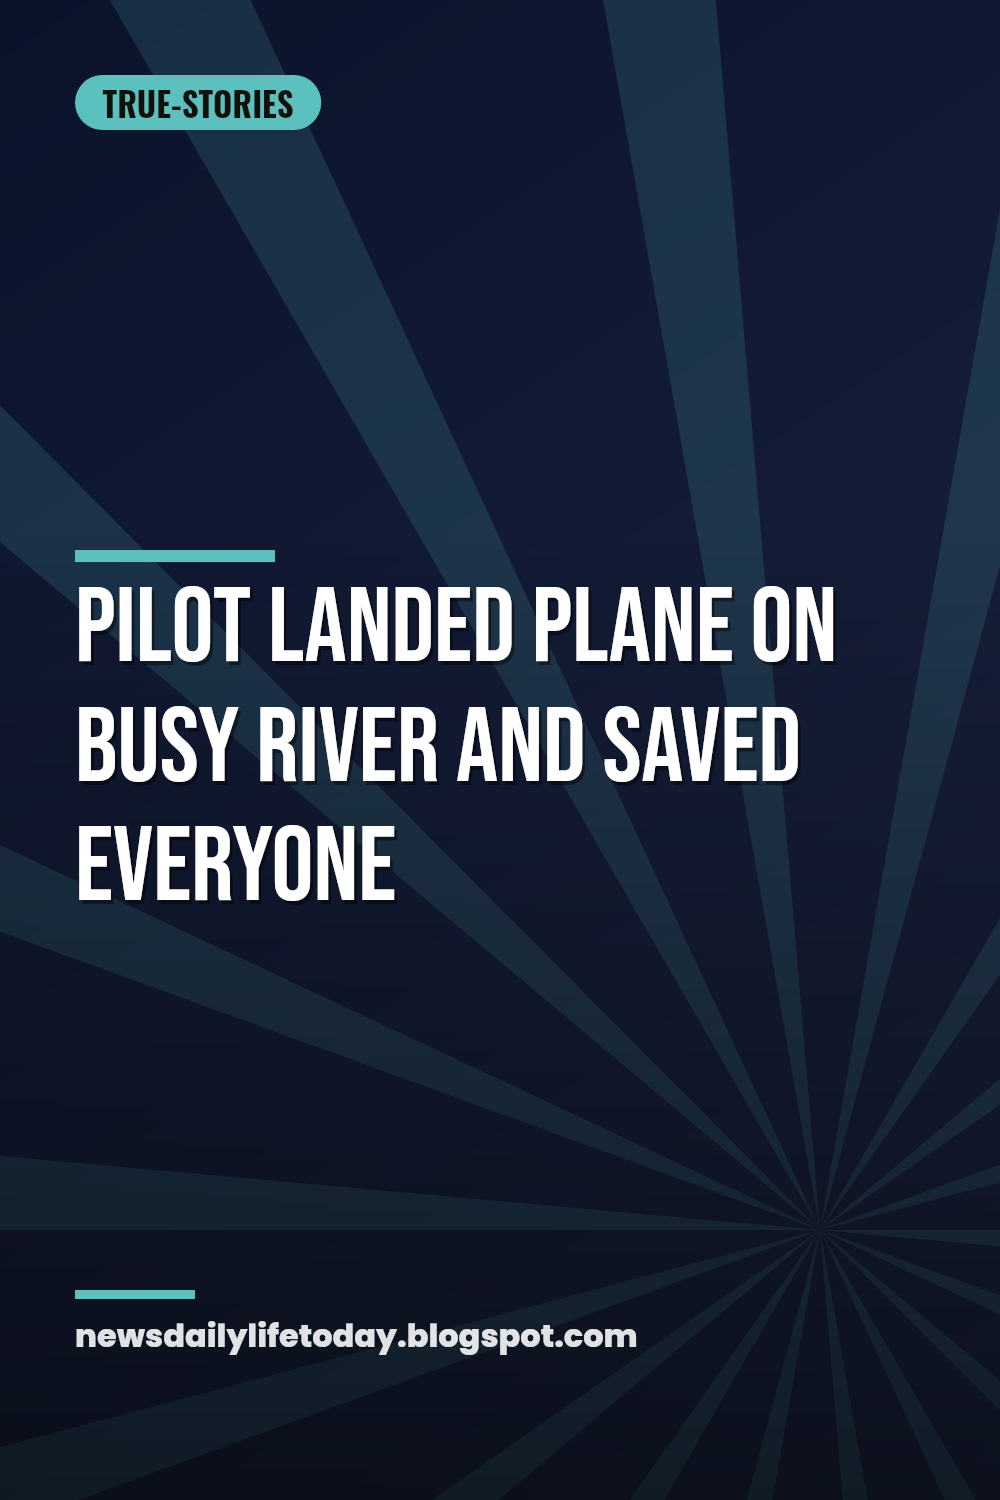 TRUE-STORIES
PILOT LANDED PLANE ON
BUSY RIVER AND SAVED
EVERYONE
newsdailylifetoday.blogspot.com